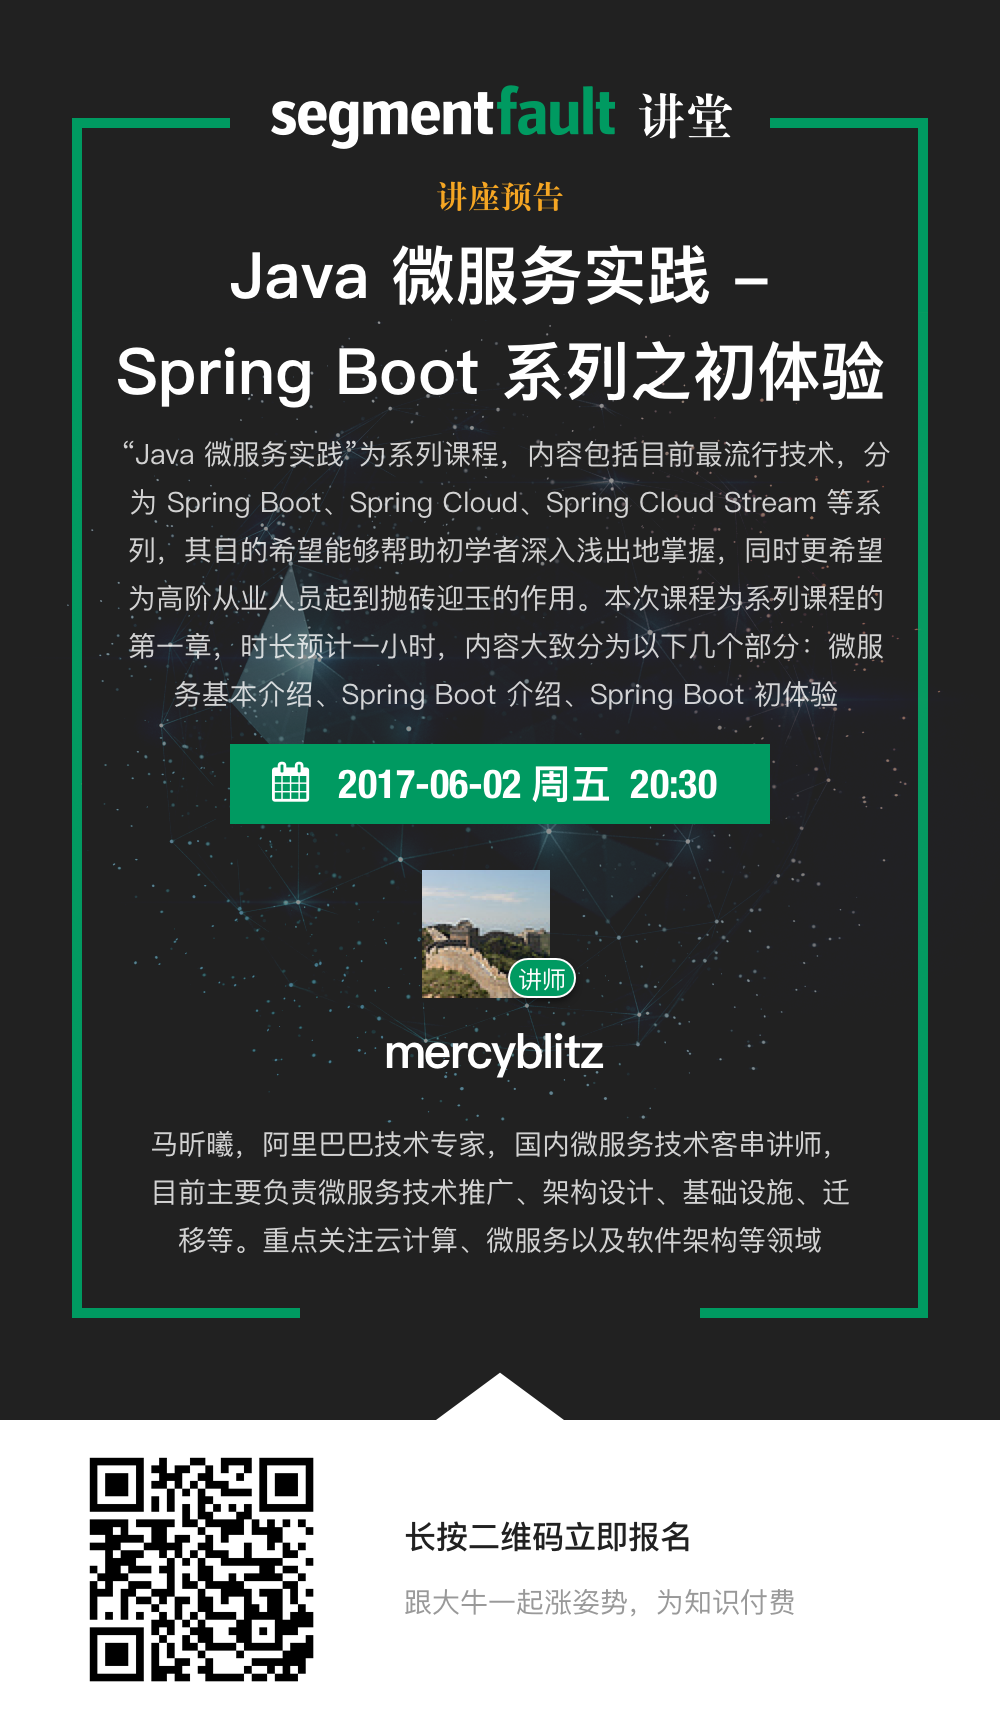 segmentfault 讲堂
讲座预告
Java 微服务实践 –
Spring Boot 系列之初体验
“Java 微服务实践”为系列课程，内容包括目前最流行技术，分
为 Spring Boot、Spring Cloud、Spring Cloud Stream 等系
列，其目的希望能够帮助初学者深入浅出地掌握，同时更希望
为高阶从业人员起到抛砖迎玉的作用。本次课程为系列课程的
第一章，时长预计一小时，内容大致分为以下几个部分：微服
务基本介绍、Spring Boot 介绍、Spring Boot 初体验
2017-06-02 周五 20:30
讲师
mercyblitz
马昕曦，阿里巴巴技术专家，国内微服务技术客串讲师，
目前主要负责微服务技术推广、架构设计、基础设施、迁
移等。重点关注云计算、微服务以及软件架构等领域
长按二维码立即报名
跟大牛一起涨姿势，为知识付费